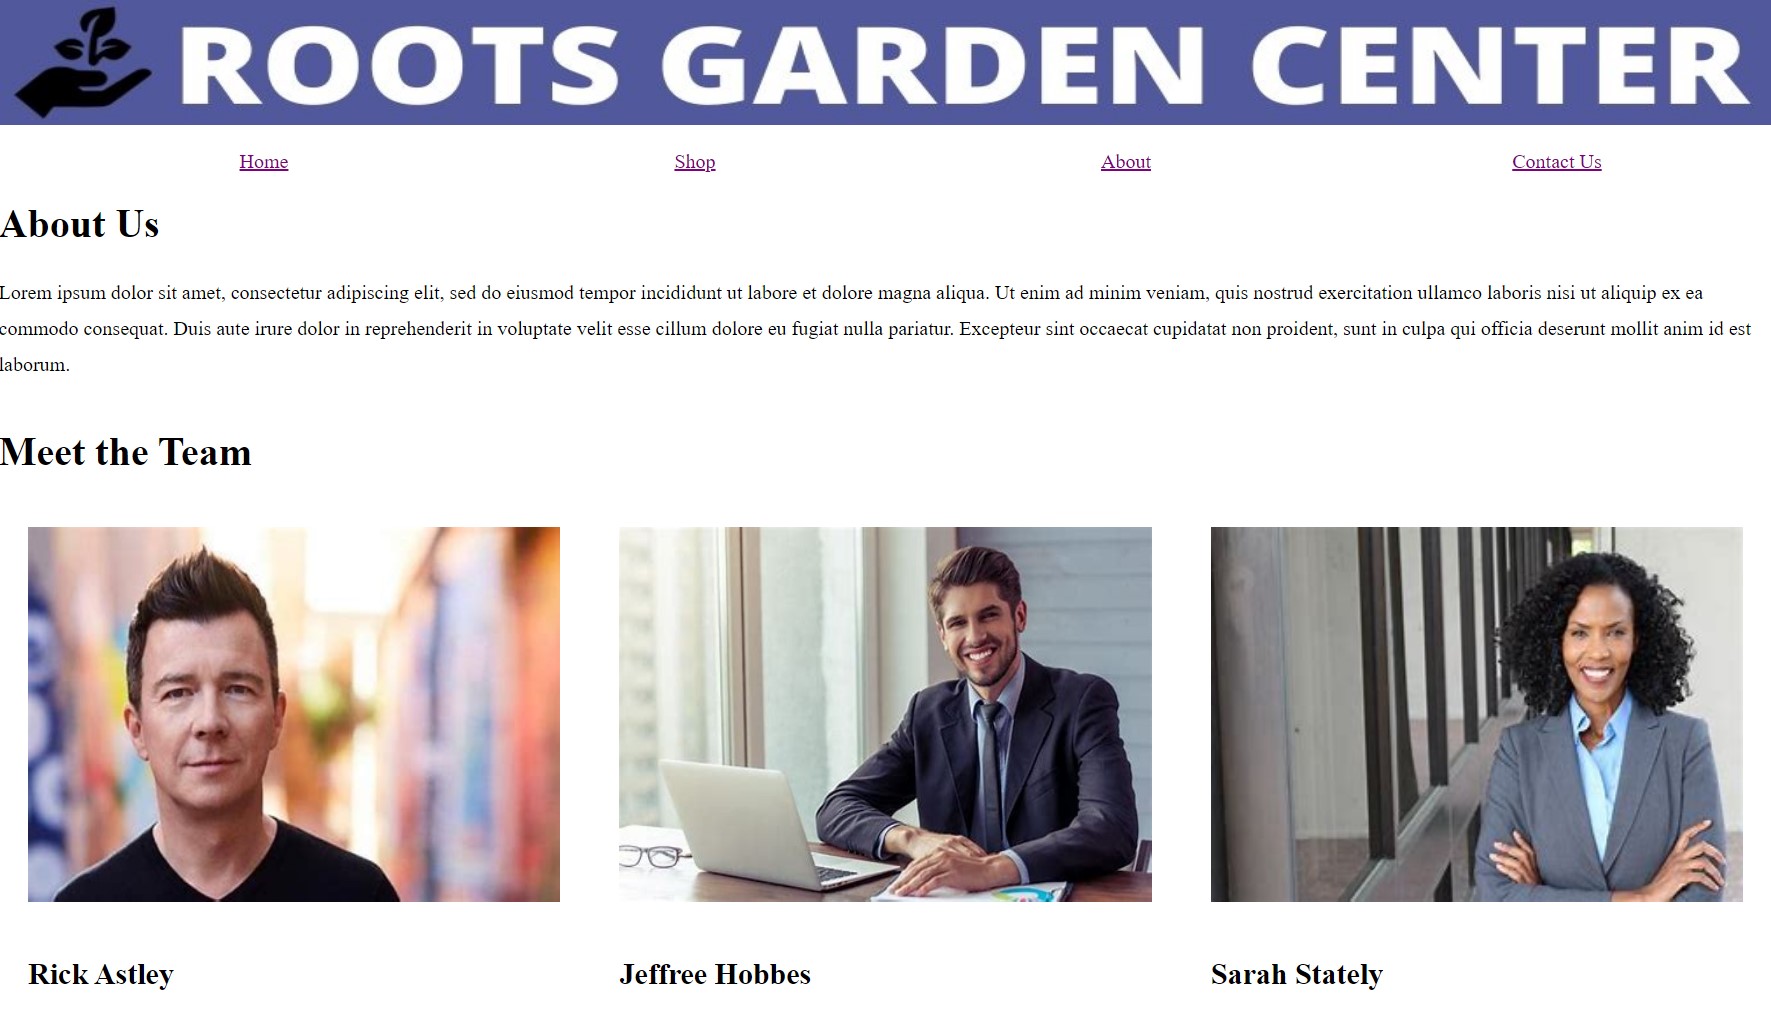 ROOTS GARDEN CENTER
Home Shop About Contact Us
About Us
Lorem ipsum dolor sit amet, consectetur adipiscing elit, sed do eiusmod tempor incididunt ut labore et dolore magna aliqua. Ut enim ad minim veniam, quis nostrud exercitation ullamco laboris nisi ut aliquip ex ea
commodo consequat. Duis aute irure dolor in reprehenderit in voluptate velit esse cillum dolore eu fugiat nulla pariatur. Excepteur sint occaecat cupidatat non proident, sunt in culpa qui officia deserunt mollit anim id est
laborum.
Meet the Team
Rick Astley Jeffree Hobbes Sarah Stately